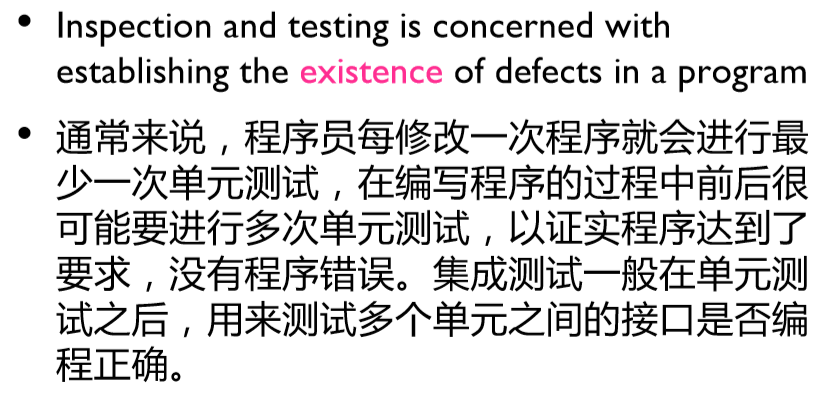 • Inspection and testing is concerned with
establishing the existence of defects in a program
• 通常来说，程序员每修改一次程序就会进行最
少一次单元测试，在编写程序的过程中前后很
可能要进行多次单元测试，以证实程序达到了
要求，没有程序错误。集成测试一般在单元测
试之后，用来测试多个单元之间的接口是否编
程正确。